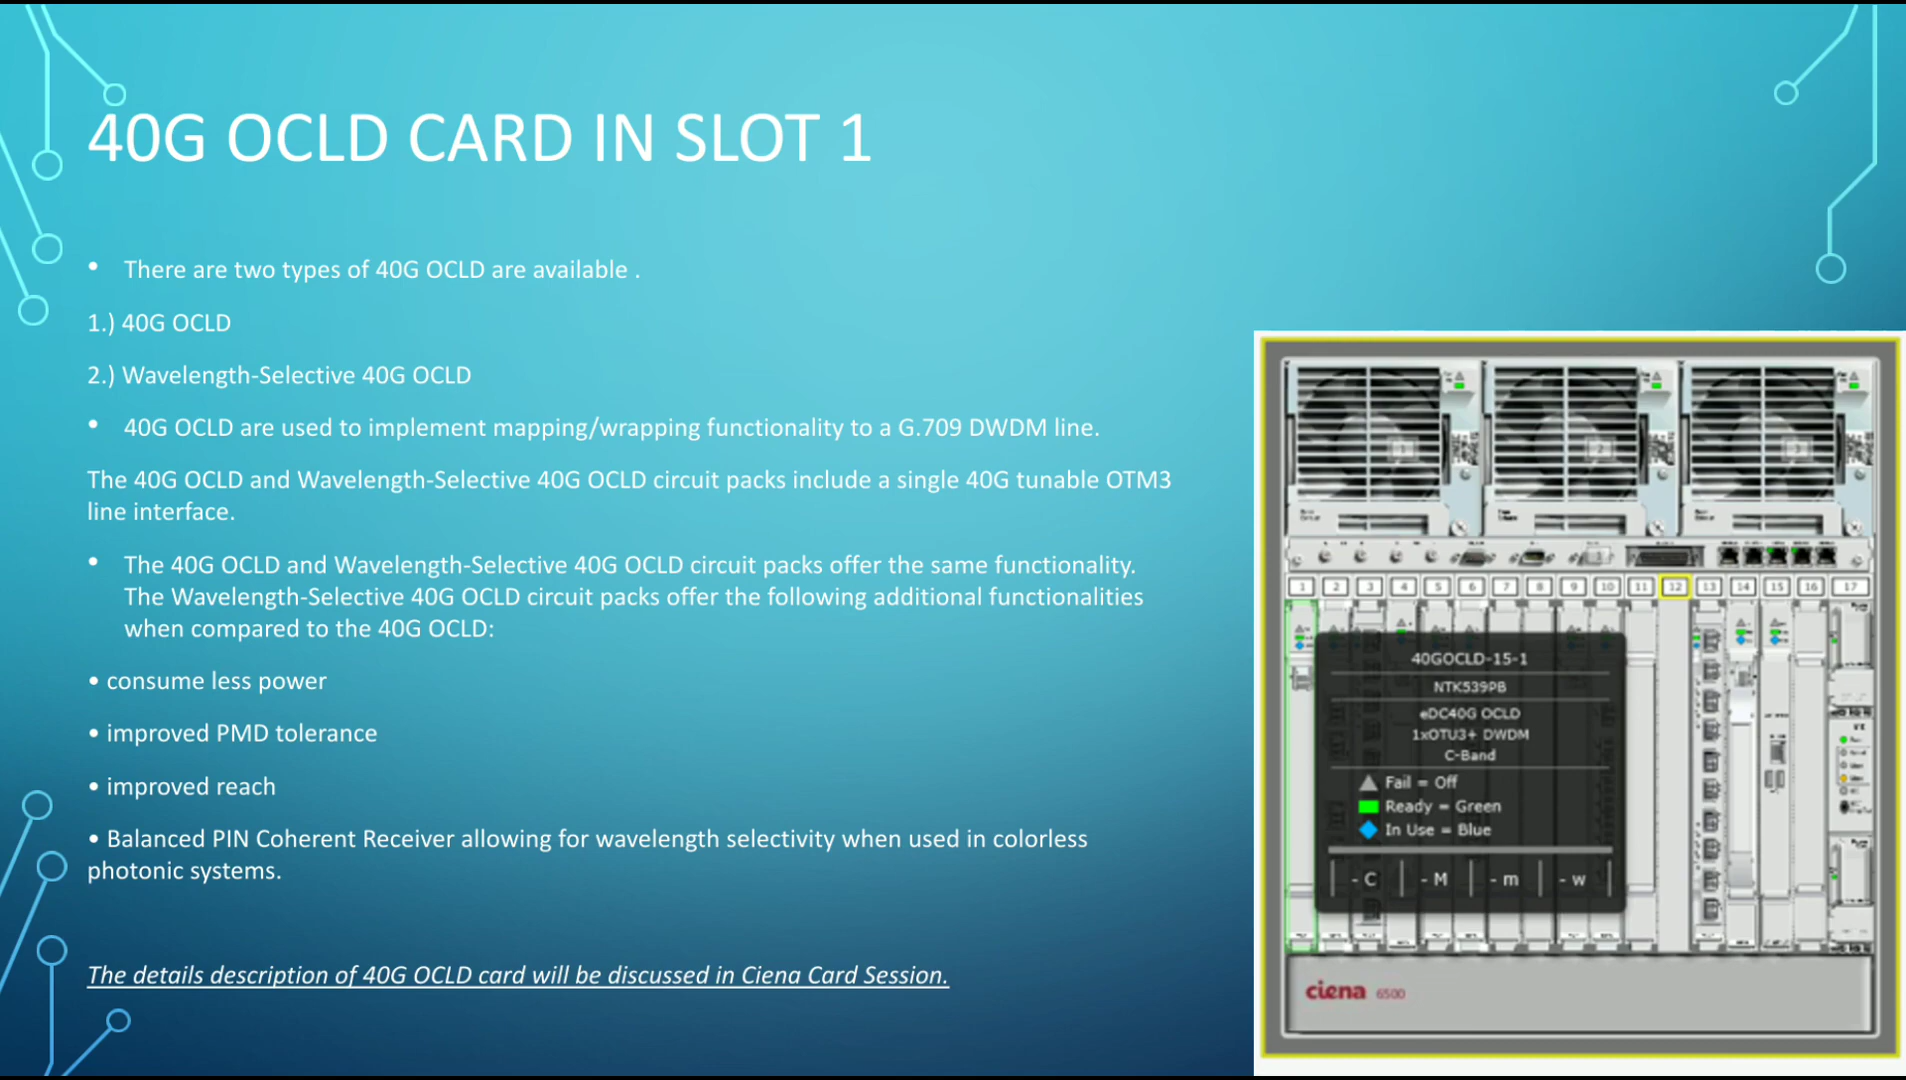 40G OCLD CARD IN SLOT 1
• There are two types of 40G OCLD are available .
1.) 40G OCLD
2.) Wavelength-Selective 40G OCLD
• 40G OCLD are used to implement mapping/wrapping functionality to a G.709 DWDM line.
The 40G OCLD and Wavelength-Selective 40G OCLD circuit packs include a single 40G tunable OTM3
line interface.
• The 40G OCLD and Wavelength-Selective 40G OCLD circuit packs offer the same functionality.
The Wavelength-Selective 40G OCLD circuit packs offer the following additional functionalities
when compared to the 40G OCLD:
• consume less power
• improved PMD tolerance
• improved reach
• Balanced PIN Coherent Receiver allowing for wavelength selectivity when used in colorless
photonic systems.
The details description of 40G OCLD card will be discussed in Ciena Card Session.
1 2 3 4 5 6 7 8 9 10 11 12 13 14 15 16 17
40GOCLD-15-1
NTK539PB
eDC40G OCLD
1xOTU3+ DWDM
C-Band
Fail = Off
Ready = Green
In Use = Blue
- C - M - m - w
ciena 6500